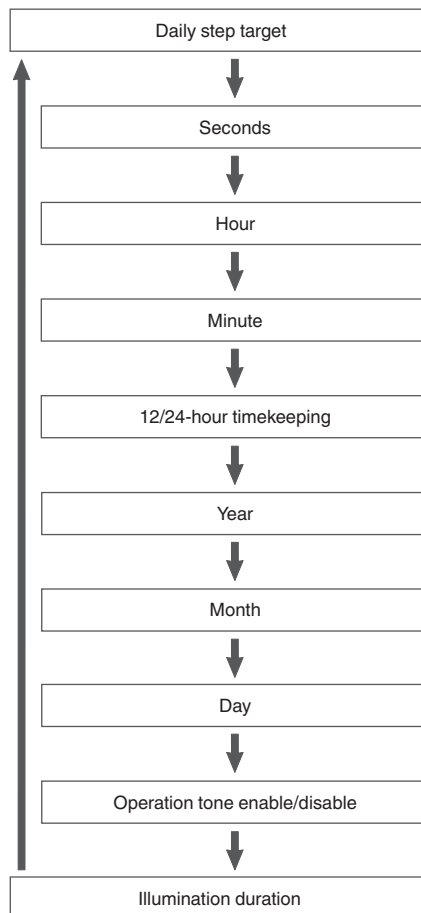 Daily step target
Seconds
Hour
Minute
12/24-hour timekeeping
Year
Month
Day
Operation tone enable/disable
Illumination duration